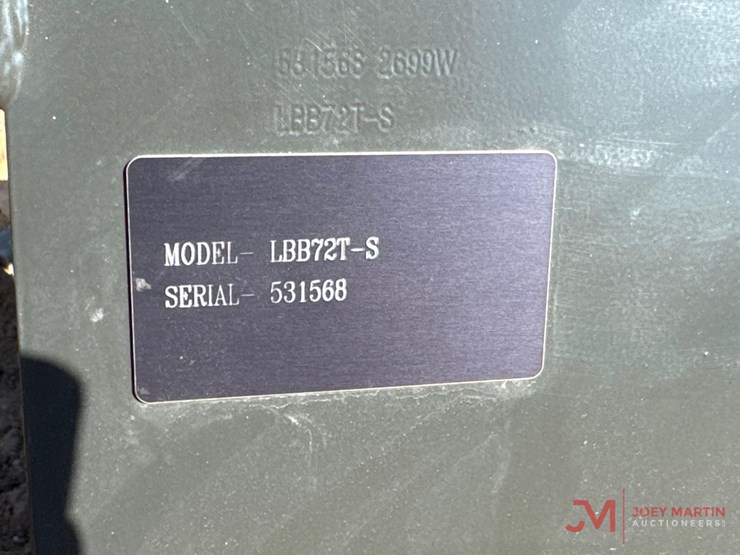 531568 2699W
LBB72T-S
MODEL- LBB72T-S
SERIAL- 531568
JM JOEY MARTIN
AUCTIONEERS!